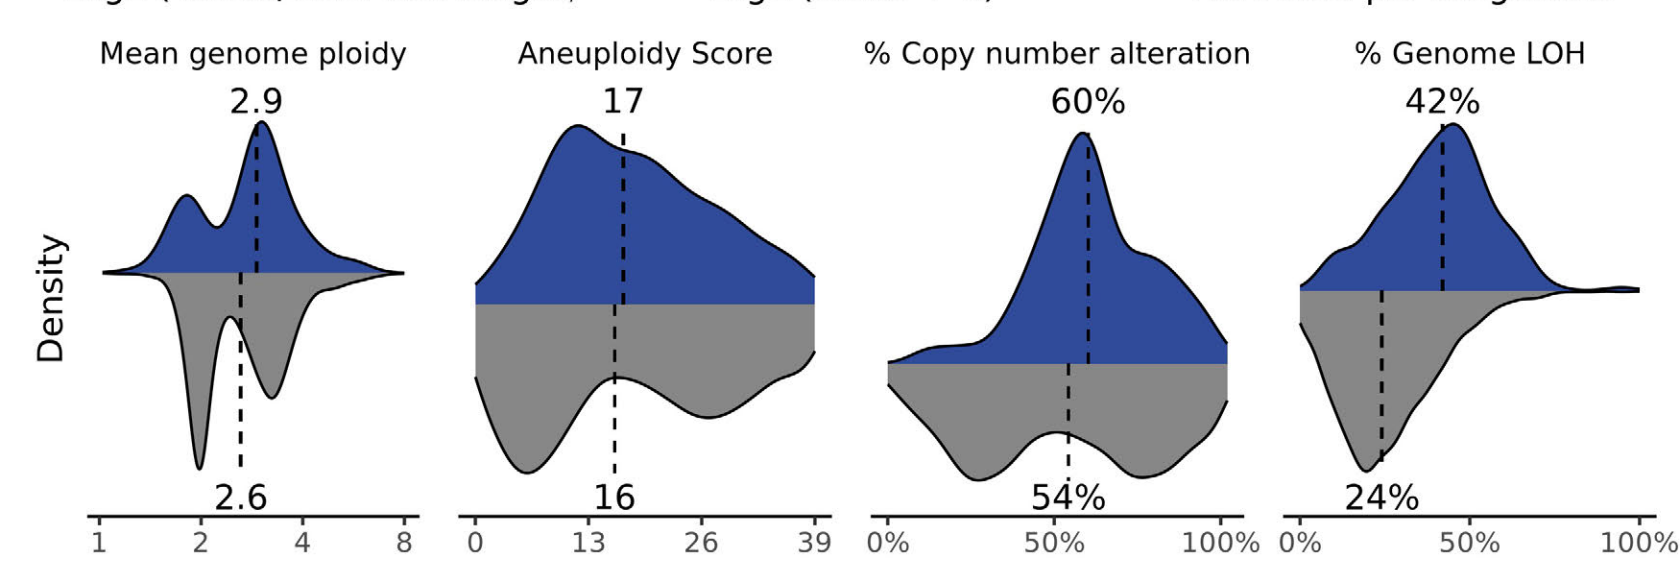 Mean genome ploidy Aneuploidy Score % Copy number alteration % Genome LOH
2.9 17 60% 42%
Density
2.6 16 54% 24%
1 2 4 8 0 13 26 39 0% 50% 100% 0% 50% 100%